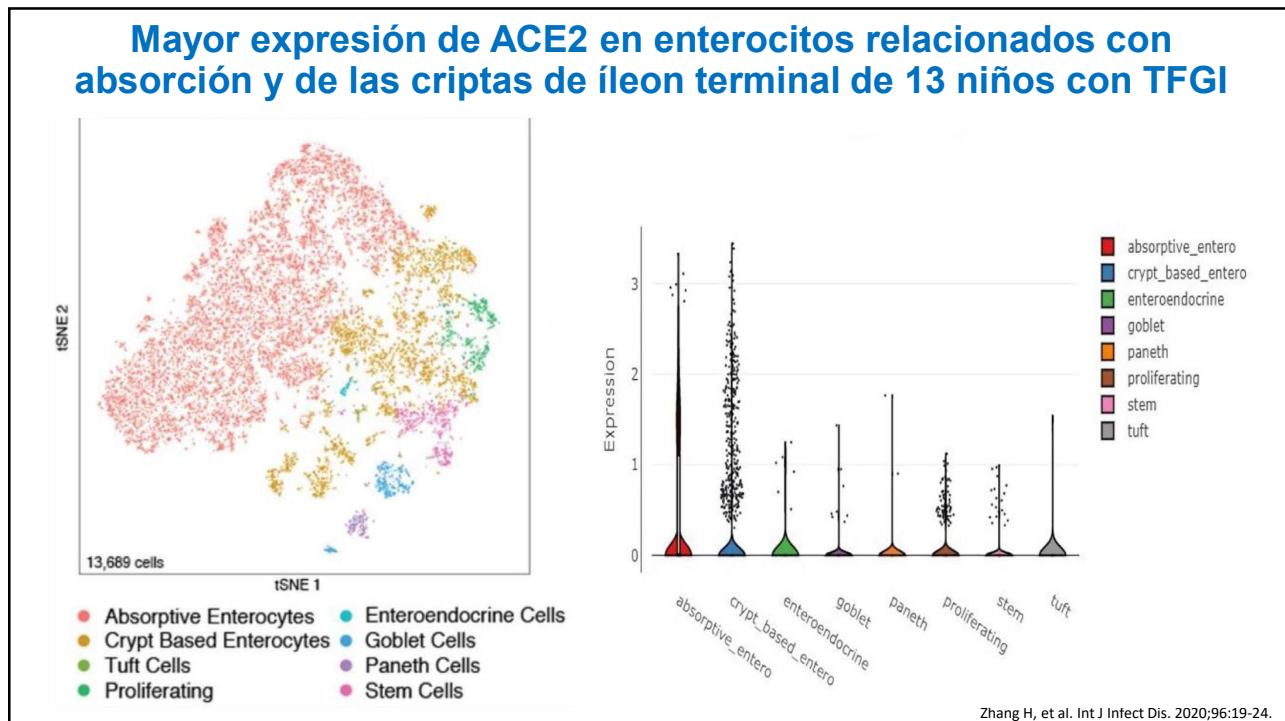 Mayor expresión de ACE2 en enterocitos relacionados con
absorción y de las criptas de íleon terminal de 13 niños con TFGI
tSNE 2
13,689 cells
tSNE 1
Absorptive Enterocytes
Crypt Based Enterocytes
Tuft Cells
Proliferating
Enteroendocrine Cells
Goblet Cells
Paneth Cells
Stem Cells
Expression
3
2
1
0
absorptive_entero
crypt_based_entero
enteroendocrine
goblet
paneth
proliferating
stem
tuft
absorptive_entero
crypt_based_entero
enteroendocrine
goblet
paneth
proliferating
stem
tuft
Zhang H, et al. Int J Infect Dis. 2020;96:19-24.